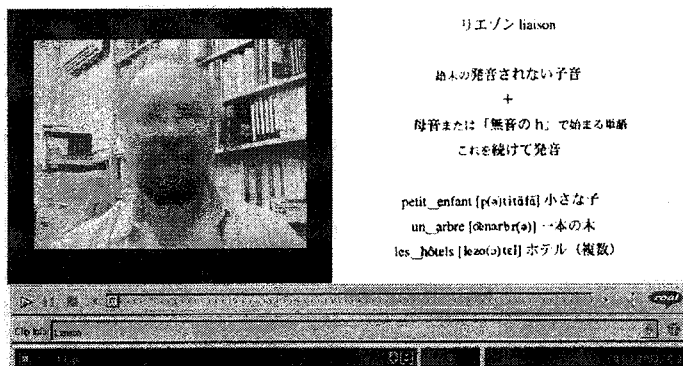 リエゾン liaison
語末の発音されない子音
+
母音または「無音の h」で始まる単語
これを続けて発音
petit_enfant [p(ə)titɑ̃fɑ̃] 小さな子
un_arbre [œ̃narbr(ə)] 一本の木
les_hôtels [lezo(ɔ)tɛl] ホテル（複数）
real
Clip Info